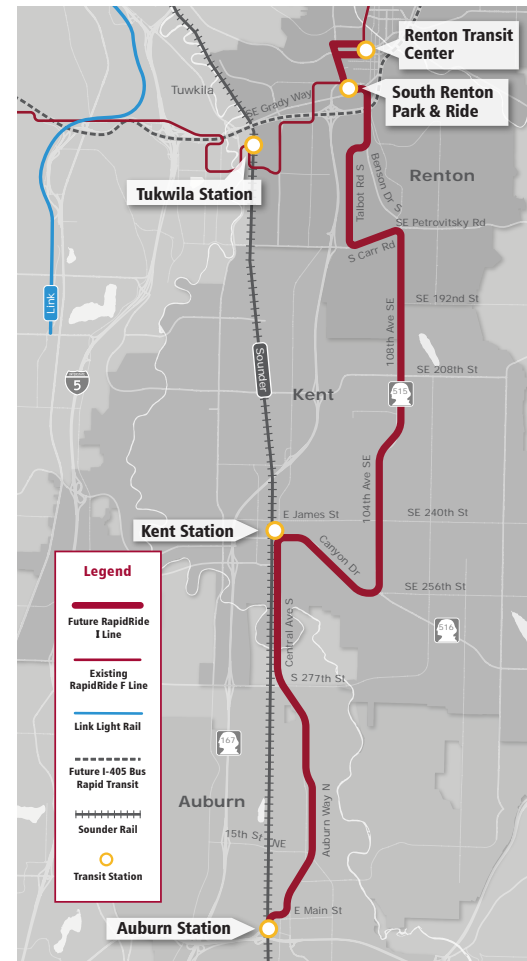 Renton Transit
Center
Tuwkila
SE Grady Way
South Renton
Park & Ride
Tukwila Station
Talbot Rd S
Benson Dr S
Renton
SE Petrovitsky Rd
S Carr Rd
Link
SE 192nd St
108th Ave SE
5
Sounder
SE 208th St
Kent
515
104th Ave SE
E James St
SE 240th St
Kent Station
Canyon Dr
Legend
SE 256th St
Future RapidRide
I Line
Central Ave S
516
Existing
RapidRide F Line
S 277th St
Link Light Rail
167
Future I-405 Bus
Rapid Transit
Auburn
Auburn Way N
Sounder Rail
15th St NE
Transit Station
E Main St
Auburn Station